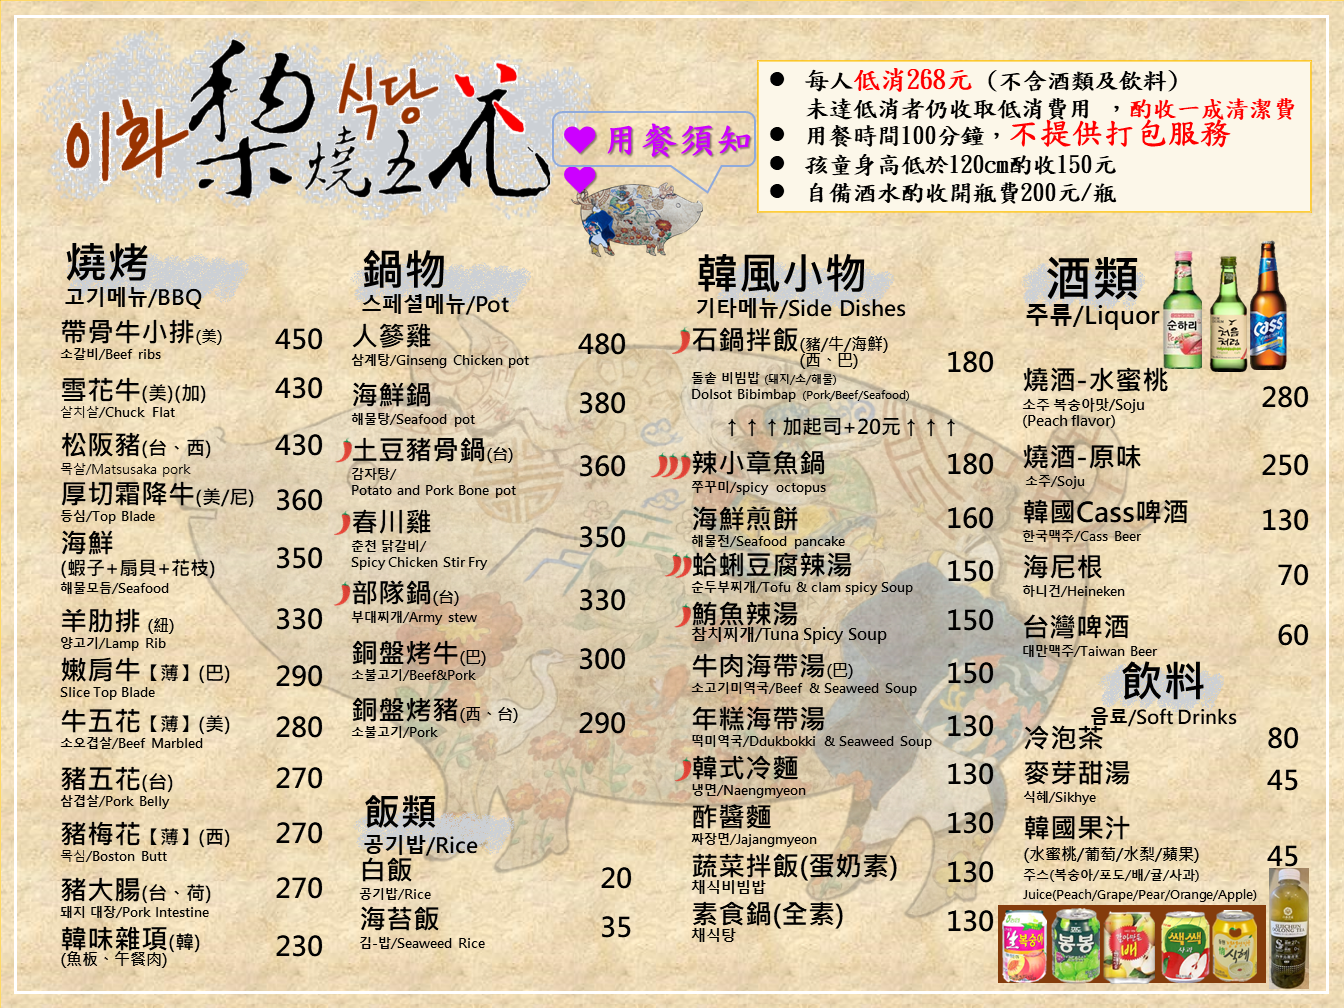 이화
梨
식당
燒五花
用餐須知
每人低消268元 (不含酒類及飲料)
未達低消者仍收取低消費用 ，酌收一成清潔費
用餐時間100分鐘，不提供打包服務
孩童身高低於120cm酌收150元
自備酒水酌收開瓶費200元/瓶
燒烤
고기메뉴/BBQ
帶骨牛小排(美) 450
소갈비/Beef ribs
雪花牛(美)(加) 430
살치살/Chuck Flat
松阪豬(台、西) 430
목살/Matsusaka pork
厚切霜降牛(美/尼) 360
등심/Top Blade
海鮮
(蝦子+扇貝+花枝) 350
해물모듬/Seafood
羊肋排 (紐) 330
양고기/Lamp Rib
嫩肩牛【薄】(巴) 290
Slice Top Blade
牛五花【薄】(美) 280
소오겹살/Beef Marbled
豬五花(台) 270
삼겹살/Pork Belly
豬梅花【薄】(西) 270
목심/Boston Butt
豬大腸(台、荷) 270
돼지 대장/Pork Intestine
韓味雜項(韓) 230
(魚板、午餐肉)
鍋物
스페셜메뉴/Pot
人篸雞 480
삼계탕/Ginseng Chicken pot
海鮮鍋 380
해물탕/Seafood pot
土豆豬骨鍋(台) 360
감자탕/
Potato and Pork Bone pot
春川雞 350
춘천 닭갈비/
Spicy Chicken Stir Fry
部隊鍋(台) 330
부대찌개/Army stew
銅盤烤牛(巴) 300
소불고기/Beef&Pork
銅盤烤豬(西、台) 290
소불고기/Pork
飯類
공기밥/Rice
白飯 20
공기밥/Rice
海苔飯 35
김-밥/Seaweed Rice
韓風小物
기타메뉴/Side Dishes
石鍋拌飯(豬/牛/海鮮)
(西、巴) 180
돌솥 비빔밥 (돼지/소/해물)
Dolsot Bibimbap (Pork/Beef/Seafood)
↑↑↑加起司+20元↑↑↑
辣小章魚鍋 180
쭈꾸미/spicy octopus
海鮮煎餅 160
해물전/Seafood pancake
蛤蜊豆腐辣湯 150
순두부찌개/Tofu & clam spicy Soup
鮪魚辣湯 150
참치찌개/Tuna Spicy Soup
牛肉海帶湯(巴) 150
소고기미역국/Beef & Seaweed Soup
年糕海帶湯 130
떡미역국/Ddukbokki & Seaweed Soup
韓式冷麵 130
냉면/Naengmyeon
酢醬麵 130
짜장면/Jajangmyeon
蔬菜拌飯(蛋奶素) 130
채식비빔밥
素食鍋(全素) 130
채식탕
酒類
주류/Liquor
순하리
처음처럼
Cass
燒酒-水蜜桃 280
소주 복숭아맛/Soju
(Peach flavor)
燒酒-原味 250
소주/Soju
韓國Cass啤酒 130
한국맥주/Cass Beer
海尼根 70
하니건/Heineken
台灣啤酒 60
대만맥주/Taiwan Beer
飲料
음료/Soft Drinks
冷泡茶 80
麥芽甜湯 45
식혜/Sikhye
韓國果汁
(水蜜桃/葡萄/水梨/蘋果) 45
주스(복숭아/포도/배/귤/사과)
Juice(Peach/Grape/Pear/Orange/Apple)
복숭아
봉봉
배
쌕쌕
식혜